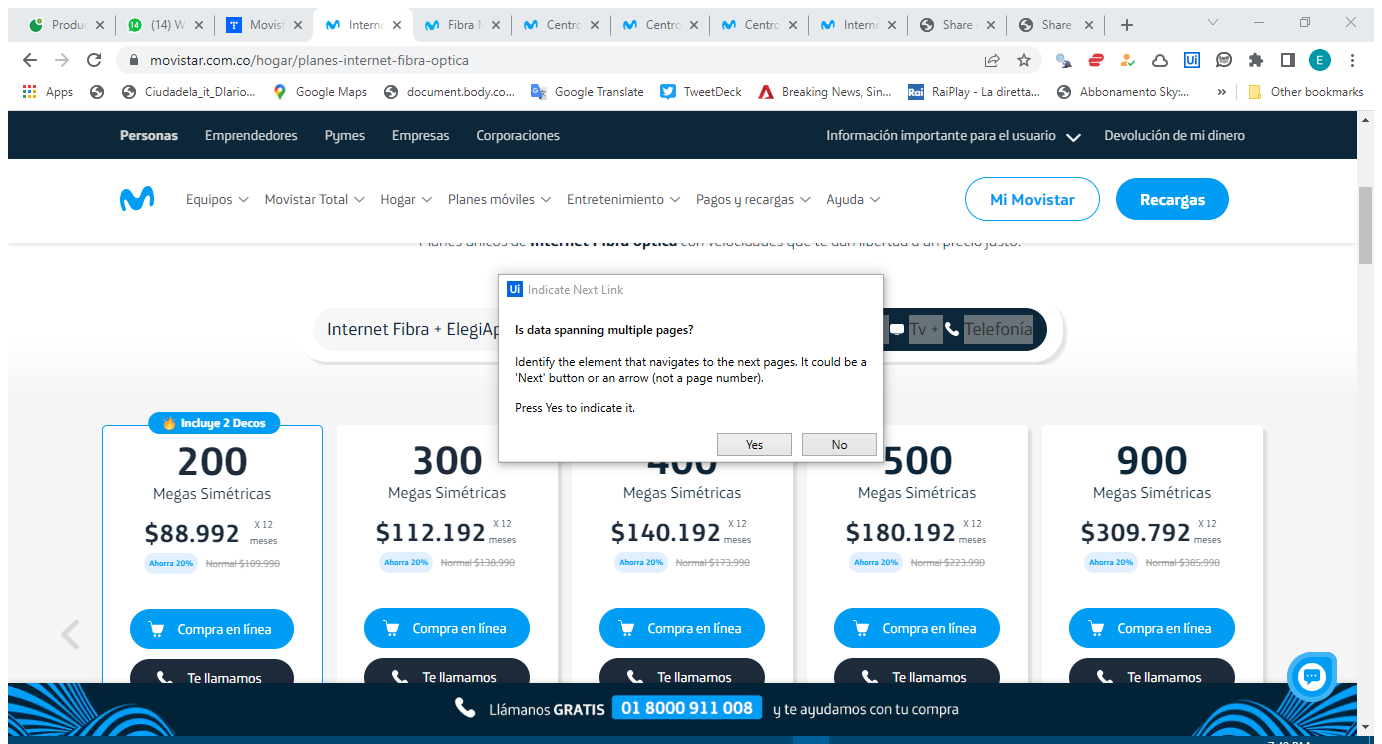 Produ
(14) W
Movist
Intern
Fibra M
Centro
Centro
Centro
Intern
Share
Share
movistar.com.co/hogar/planes-internet-fibra-optica
E
Apps
Ciudadela_it_DIario...
Google Maps
document.body.co...
Google Translate
TweetDeck
Breaking News, Sin...
RaiPlay - La diretta...
Abbonamento Sky:...
»
Other bookmarks
Personas
Emprendedores
Pymes
Empresas
Corporaciones
Información importante para el usuario
Devolución de mi dinero
Equipos
Movistar Total
Hogar
Planes móviles
Entretenimiento
Pagos y recargas
Ayuda
Mi Movistar
Recargas
Planes únicos de Internet Fibra óptica con velocidades que te dan libertad a un precio justo.
Internet Fibra + ElegiAp
Tv +
Telefonía
Ui Indicate Next Link
Is data spanning multiple pages?
Identify the element that navigates to the next pages. It could be a
'Next' button or an arrow (not a page number).
Press Yes to indicate it.
Yes
No
Incluye 2 Decos
200
Megas Simétricas
$88.992 X 12
meses
Ahorra 20% Normal $109.990
Compra en línea
Te llamamos
300
Megas Simétricas
$112.192 X 12
meses
Ahorra 20% Normal $138.990
Compra en línea
Te llamamos
400
Megas Simétricas
$140.192 X 12
meses
Ahorra 20% Normal $173.990
Compra en línea
Te llamamos
500
Megas Simétricas
$180.192 X 12
meses
Ahorra 20% Normal $223.990
Compra en línea
Te llamamos
900
Megas Simétricas
$309.792 X 12
meses
Ahorra 20% Normal $385.990
Compra en línea
Te llamamos
Llámanos GRATIS 01 8000 911 008 y te ayudamos con tu compra